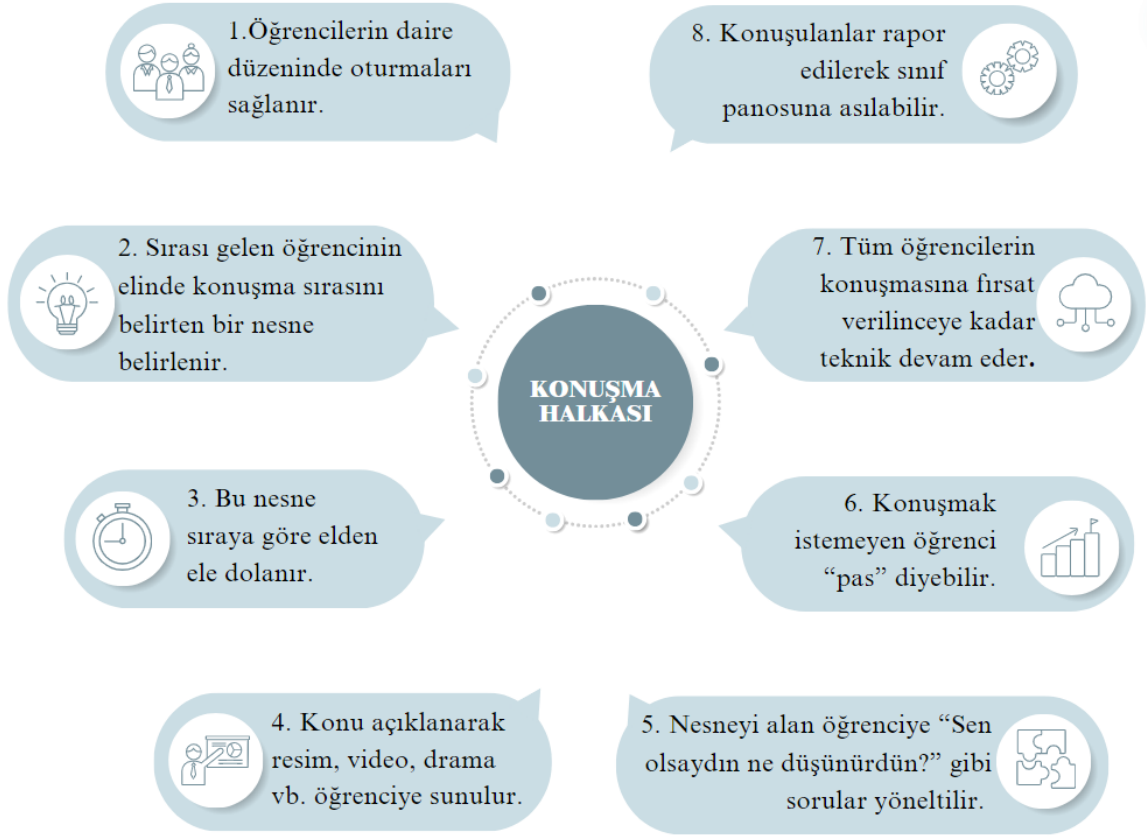 1.Öğrencilerin daire
düzeninde oturmaları
sağlanır.
2. Sırası gelen öğrencinin
elinde konuşma sırasını
belirten bir nesne
belirlenir.
3. Bu nesne
sıraya göre elden
ele dolanır.
4. Konu açıklanarak
resim, video, drama
vb. öğrenciye sunulur.
5. Nesneyi alan öğrenciye “Sen
olsaydın ne düşünürdün?” gibi
sorular yöneltilir.
6. Konuşmak
istemeyen öğrenci
“pas” diyebilir.
7. Tüm öğrencilerin
konuşmasına fırsat
verilinceye kadar
teknik devam eder.
8. Konuşulanlar rapor
edilerek sınıf
panosuna asılabilir.
KONUŞMA
HALKASI